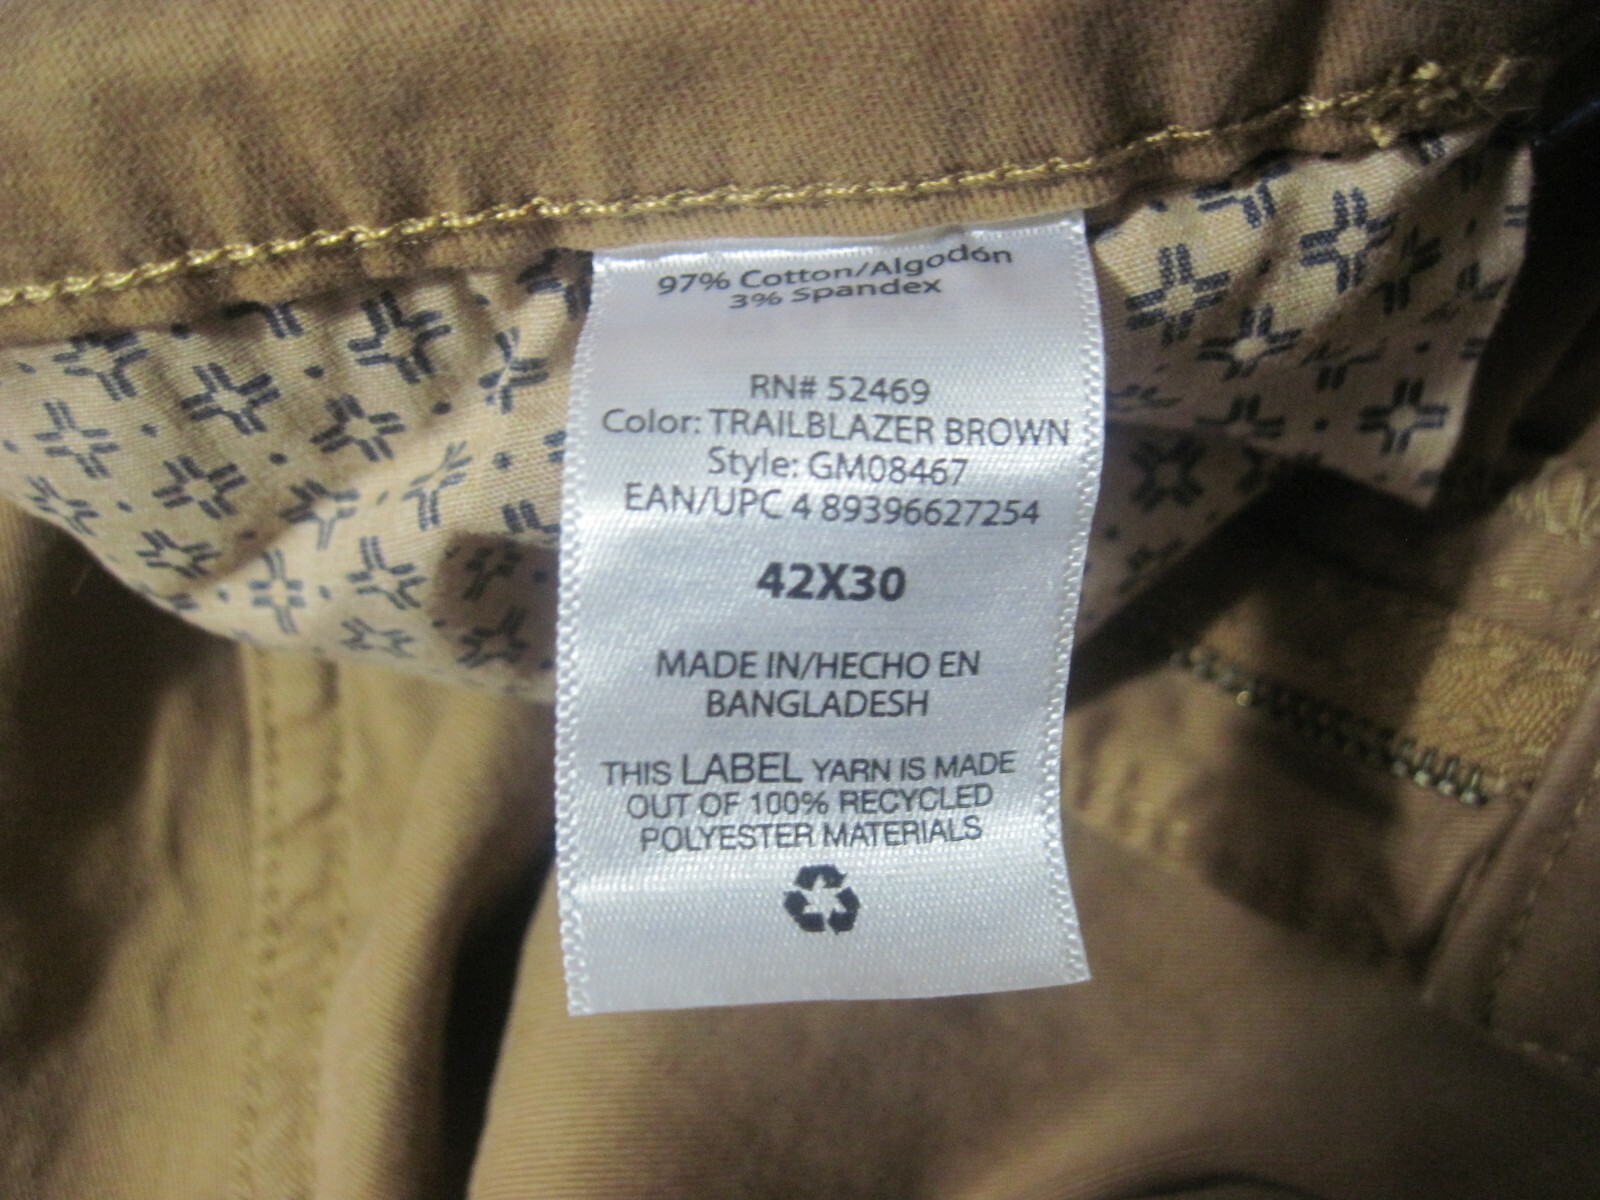 97% Cotton/Algodón
3% Spandex
RN# 52469
Color: TRAILBLAZER BROWN
Style: GM08467
EAN/UPC 4 89396627254
42X30
MADE IN/HECHO EN
BANGLADESH
THIS LABEL YARN IS MADE
OUT OF 100% RECYCLED
POLYESTER MATERIALS